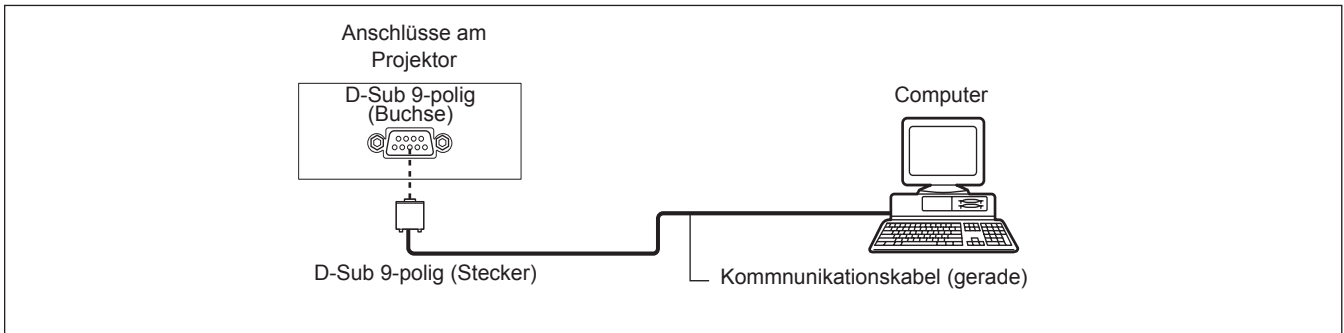 Anschlüsse am
Projektor
D-Sub 9-polig
(Buchse)
Computer
D-Sub 9-polig (Stecker)
Kommnunikationskabel (gerade)